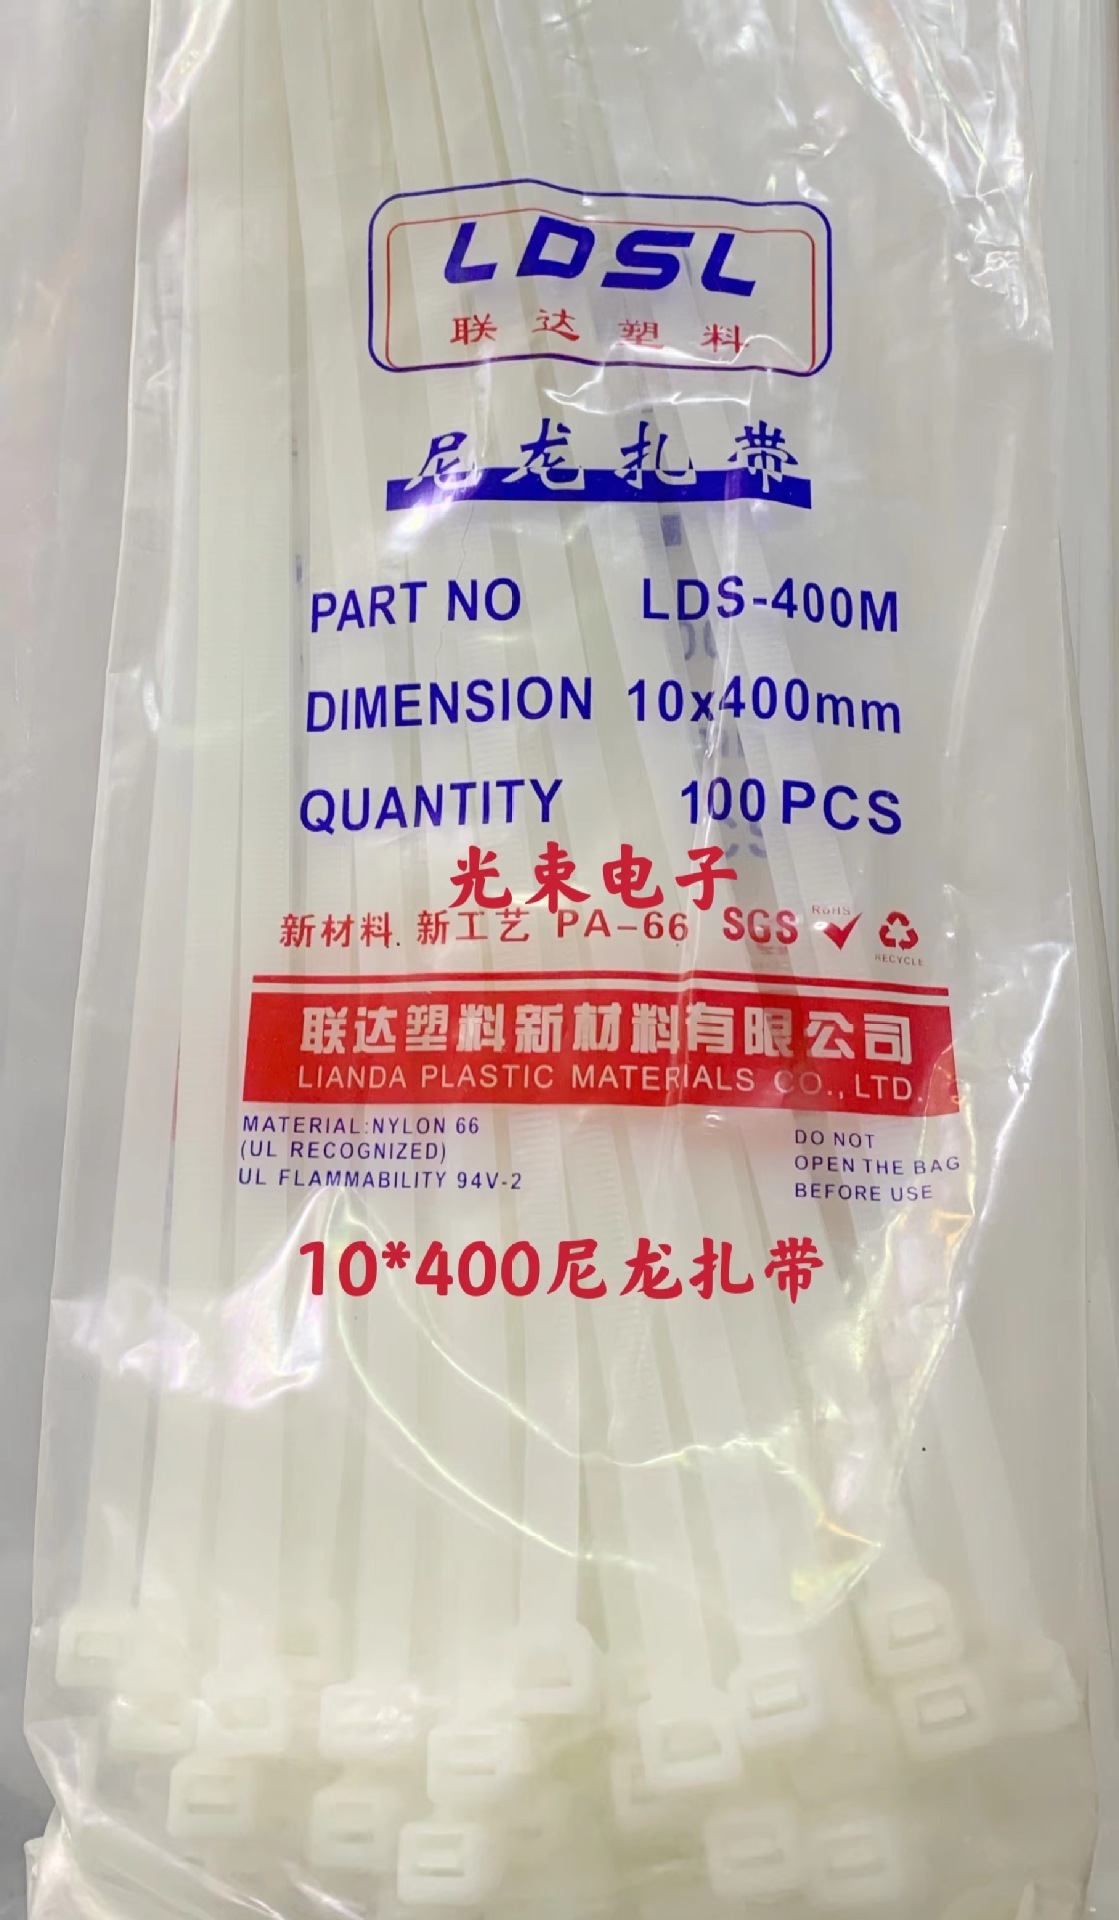 LDSL
联达塑料
尼龙扎带
PART NO LDS-400M
DIMENSION 10x400mm
QUANTITY 100PCS
光束电子
新材料. 新工艺 PA-66 SGS RoHS
RECYCLE
联达塑料新材料有限公司
LIANDA PLASTIC MATERIALS CO.,LTD.
MATERIAL:NYLON 66
(UL RECOGNIZED)
UL FLAMMABILITY 94V-2
DO NOT
OPEN THE BAG
BEFORE USE
10*400尼龙扎带